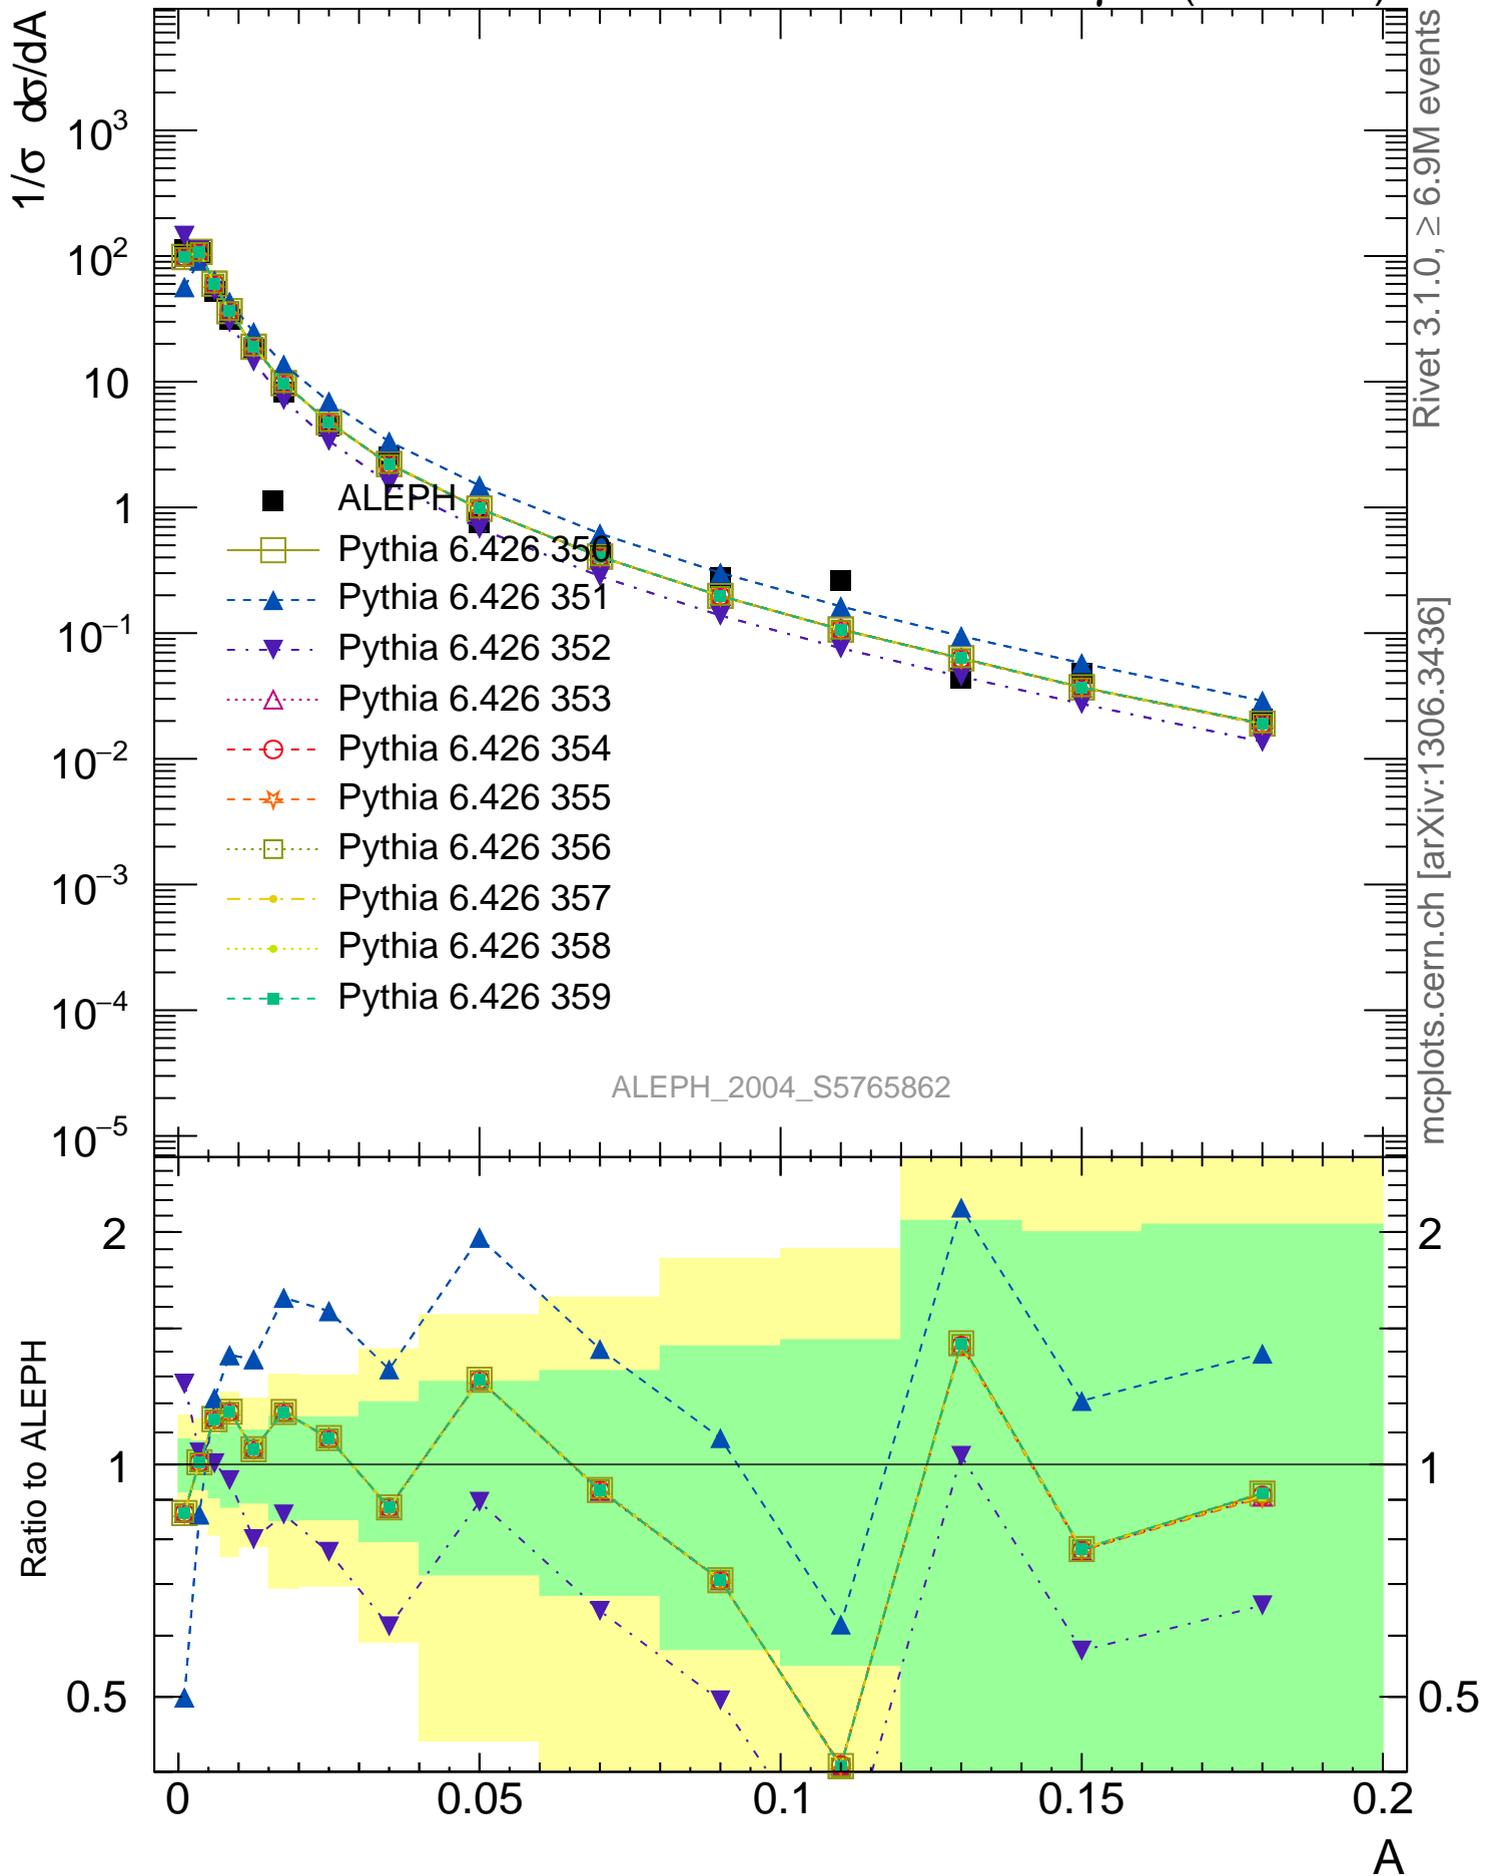 1/σ dσ/dA
10³
10²
10
1
10⁻¹
10⁻²
10⁻³
10⁻⁴
10⁻⁵
ALEPH
Pythia 6.426 350
Pythia 6.426 351
Pythia 6.426 352
Pythia 6.426 353
Pythia 6.426 354
Pythia 6.426 355
Pythia 6.426 356
Pythia 6.426 357
Pythia 6.426 358
Pythia 6.426 359
ALEPH_2004_S5765862
Rivet 3.1.0, ≥ 6.9M events
mcplots.cern.ch [arXiv:1306.3436]
Ratio to ALEPH
2
1
0.5
2
1
0.5
0
0.05
0.1
0.15
0.2
A